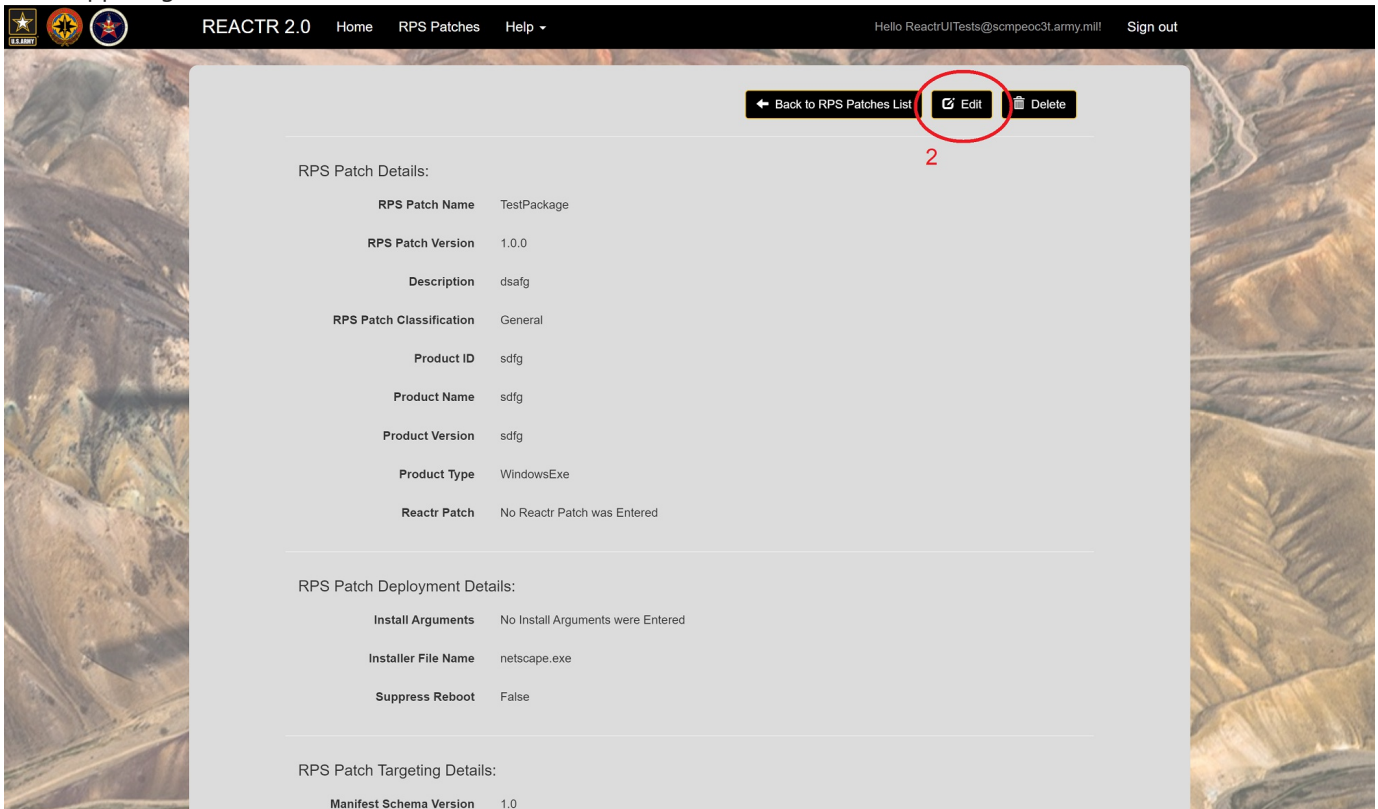 U.S.ARMY
REACTR 2.0 Home RPS Patches Help Hello ReactrUITests@scmpeoc3t.army.mil! Sign out
Back to RPS Patches List Edit Delete
2
RPS Patch Details:
RPS Patch Name TestPackage
RPS Patch Version 1.0.0
Description dsafg
RPS Patch Classification General
Product ID sdfg
Product Name sdfg
Product Version sdfg
Product Type WindowsExe
Reactr Patch No Reactr Patch was Entered
RPS Patch Deployment Details:
Install Arguments No Install Arguments were Entered
Installer File Name netscape.exe
Suppress Reboot False
RPS Patch Targeting Details:
Manifest Schema Version 1.0